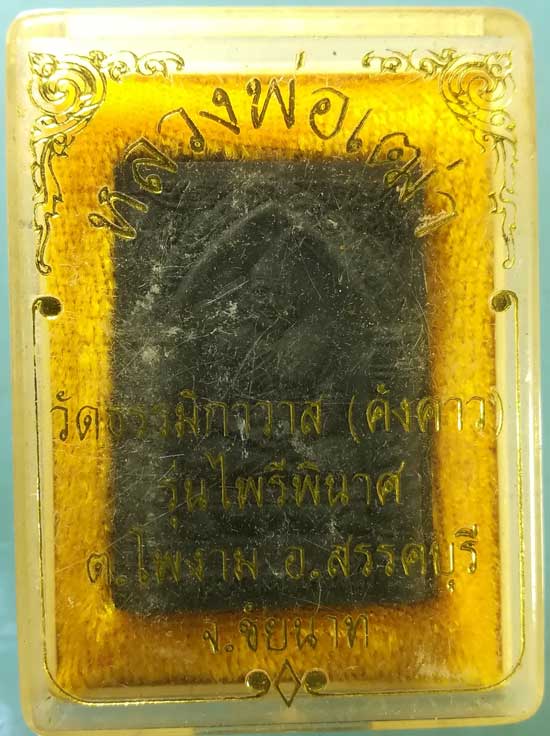 หลวงพ่อเฒ่า
วัดธรรมิกาวาส (ค้งคาว)
รุ่นไพรีพินาศ
ต.โพงาม อ.สรรคบุรี
จ.ชัยนาท